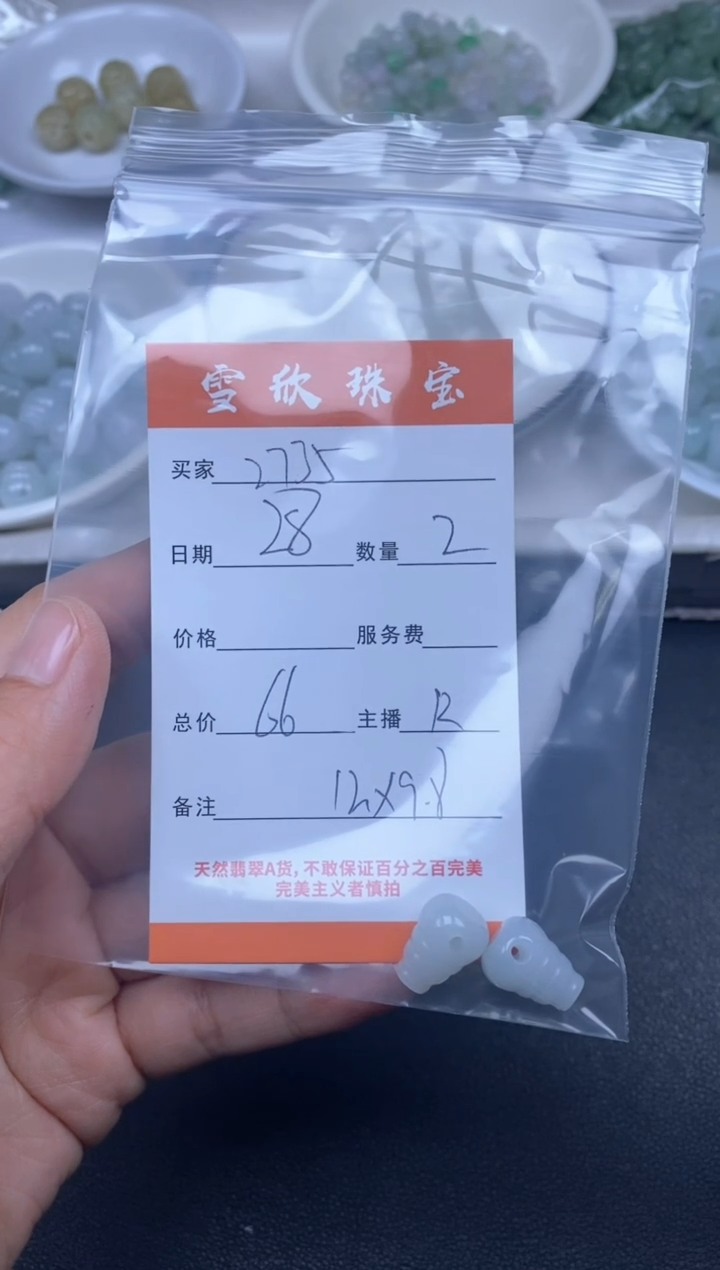 雪欣珠宝
买家 2735
日期 28 数量 2
价格 服务费
总价 66 主播 12
备注 12x9.8
天然翡翠A货,不敢保证百分之百完美
完美主义者慎拍